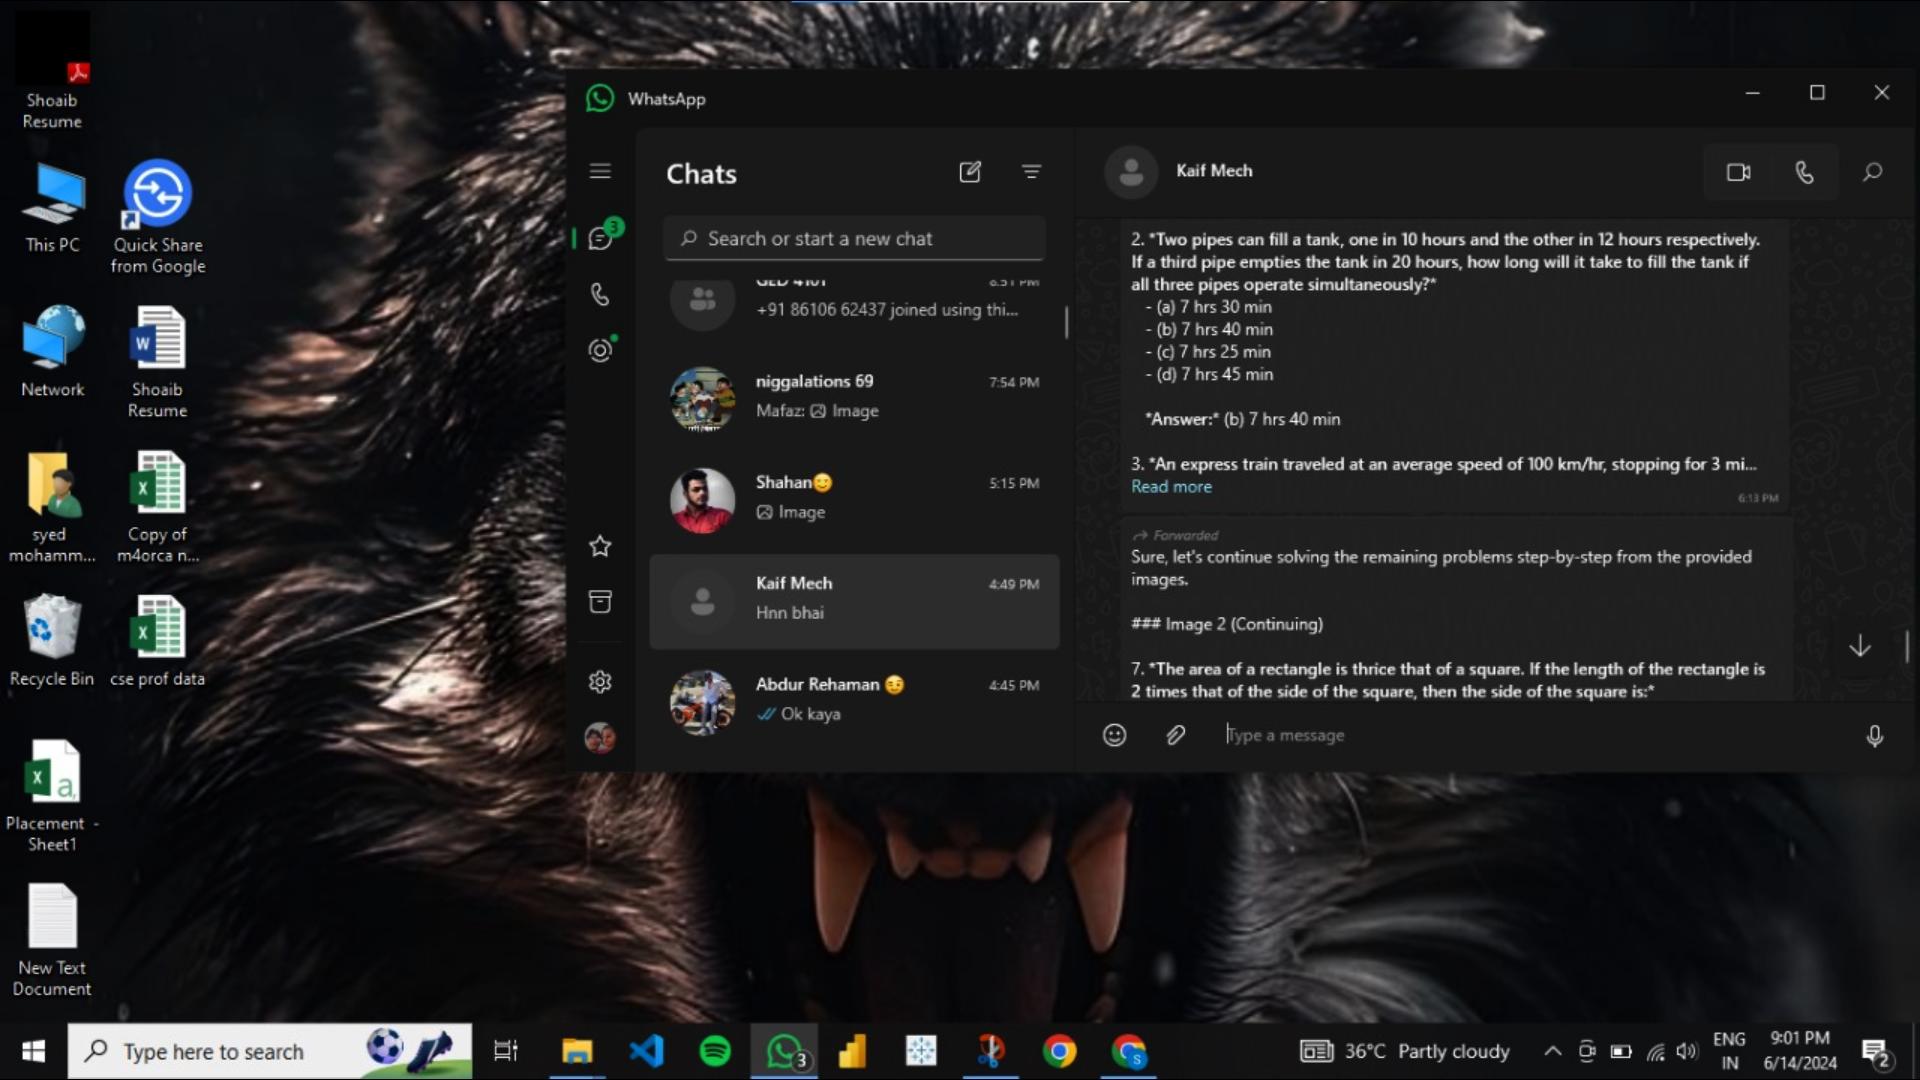 Shoaib
Resume
This PC
Quick Share
from Google
Network
Shoaib
Resume
syed
mohamm...
Copy of
m4orca n...
Recycle Bin
cse prof data
Placement -
Sheet1
New Text
Document
WhatsApp
3
Chats
Search or start a new chat
GED 4101
8:51 PM
+91 86106 62437 joined using thi...
niggalations 69
7:54 PM
Mafaz: Image
Shahan😊
5:15 PM
Image
Kaif Mech
4:49 PM
Hnn bhai
Abdur Rehaman 😉
4:45 PM
Ok kaya
Kaif Mech
2. *Two pipes can fill a tank, one in 10 hours and the other in 12 hours respectively.
If a third pipe empties the tank in 20 hours, how long will it take to fill the tank if
all three pipes operate simultaneously?*
- (a) 7 hrs 30 min
- (b) 7 hrs 40 min
- (c) 7 hrs 25 min
- (d) 7 hrs 45 min
*Answer:* (b) 7 hrs 40 min
3. *An express train traveled at an average speed of 100 km/hr, stopping for 3 mi...
Read more
6:13 PM
Forwarded
Sure, let's continue solving the remaining problems step-by-step from the provided
images.
### Image 2 (Continuing)
7. *The area of a rectangle is thrice that of a square. If the length of the rectangle is
2 times that of the side of the square, then the side of the square is:*
Type a message
Type here to search
3
S
36°C Partly cloudy
ENG
IN
9:01 PM
6/14/2024
2